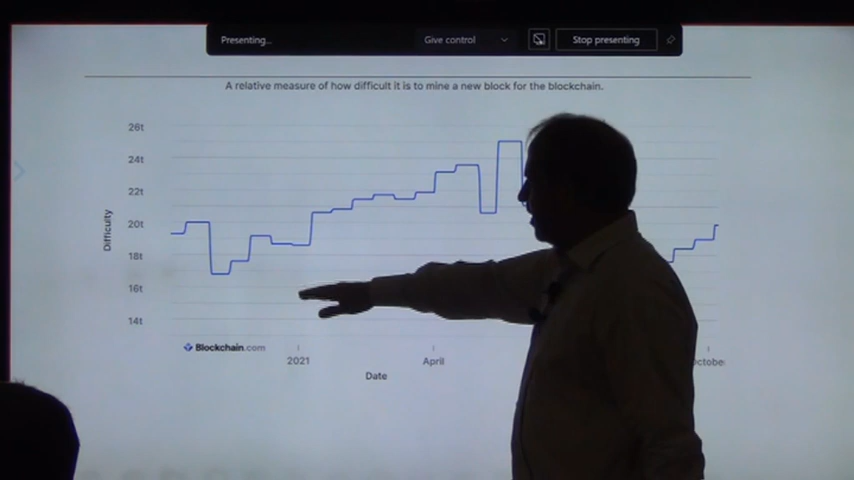 Presenting...
Give control
Stop presenting
A relative measure of how difficult it is to mine a new block for the blockchain.
26t
24t
22t
20t
18t
16t
14t
Difficulty
Blockchain.com
2021
April
octobe
Date